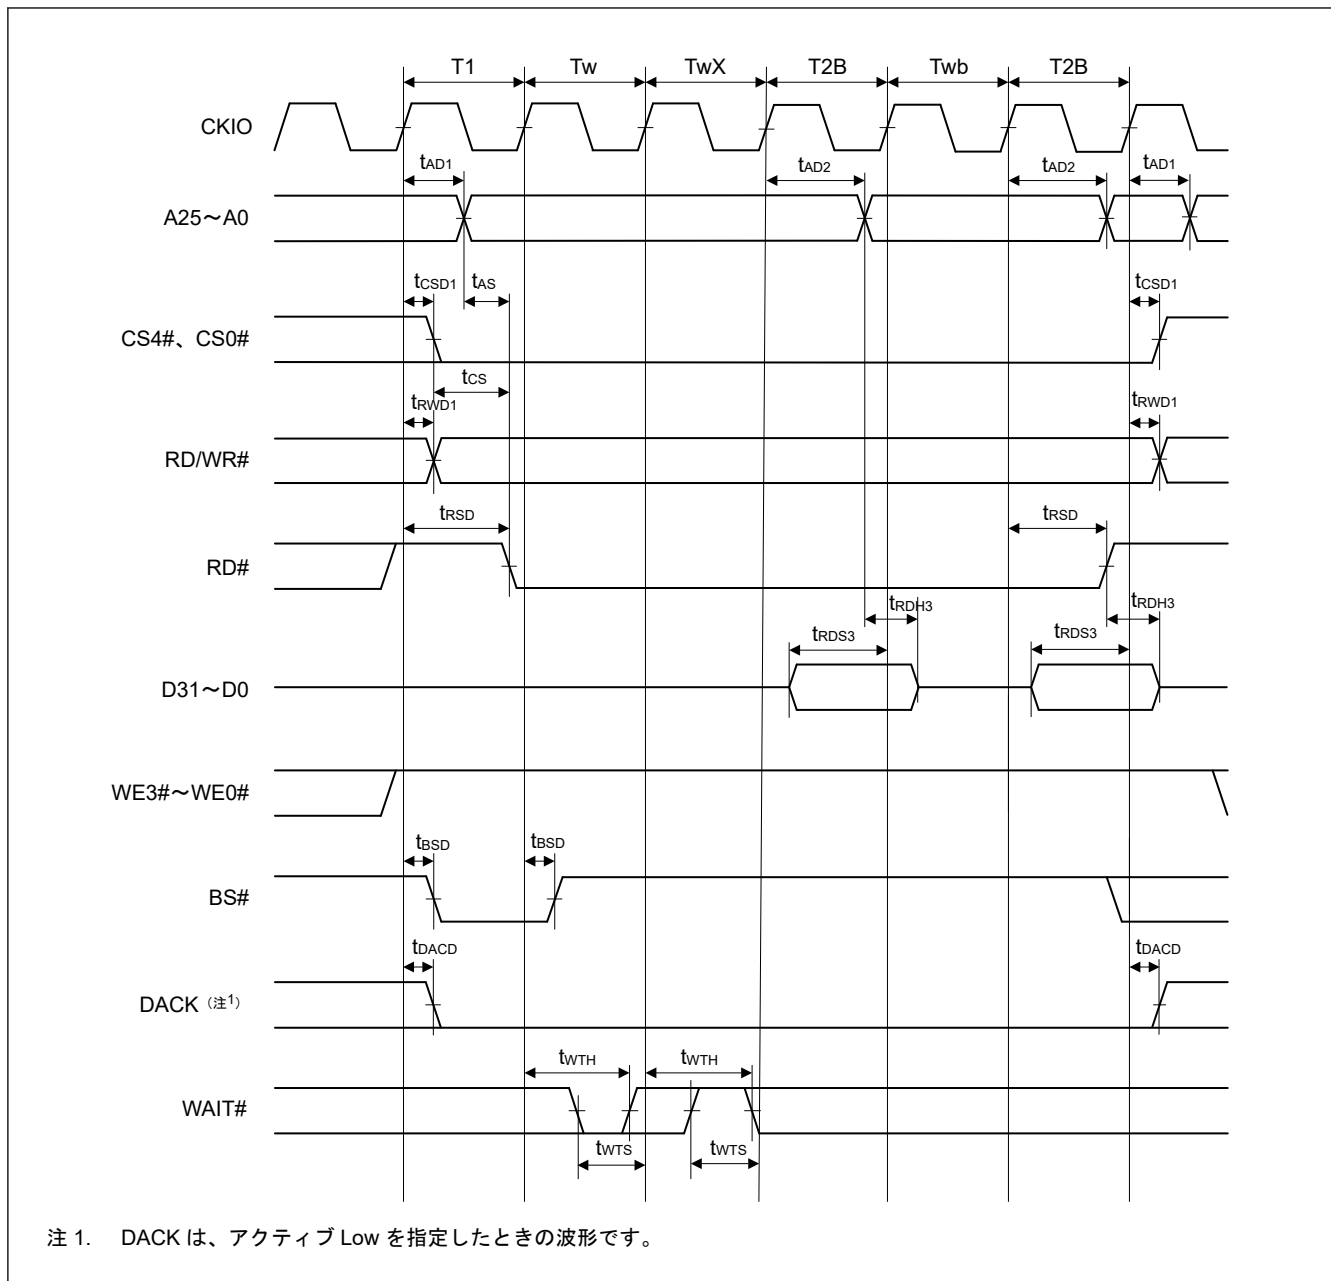 T1 Tw TwX T2B Twb T2B
CKIO
tAD1 tAD2 tAD2 tAD1
A25～A0
tCSD1 tAS tCSD1
CS4#、CS0#
tCS
tRWD1 tRWD1
RD/WR#
tRSD tRSD
RD#
tRDH3 tRDH3
tRDS3 tRDS3
D31～D0
WE3#～WE0#
tBSD tBSD
BS#
tDACD tDACD
DACK（注1）
tWTH tWTH
WAIT#
tWTS tWTS
注 1. DACK は、アクティブ Low を指定したときの波形です。